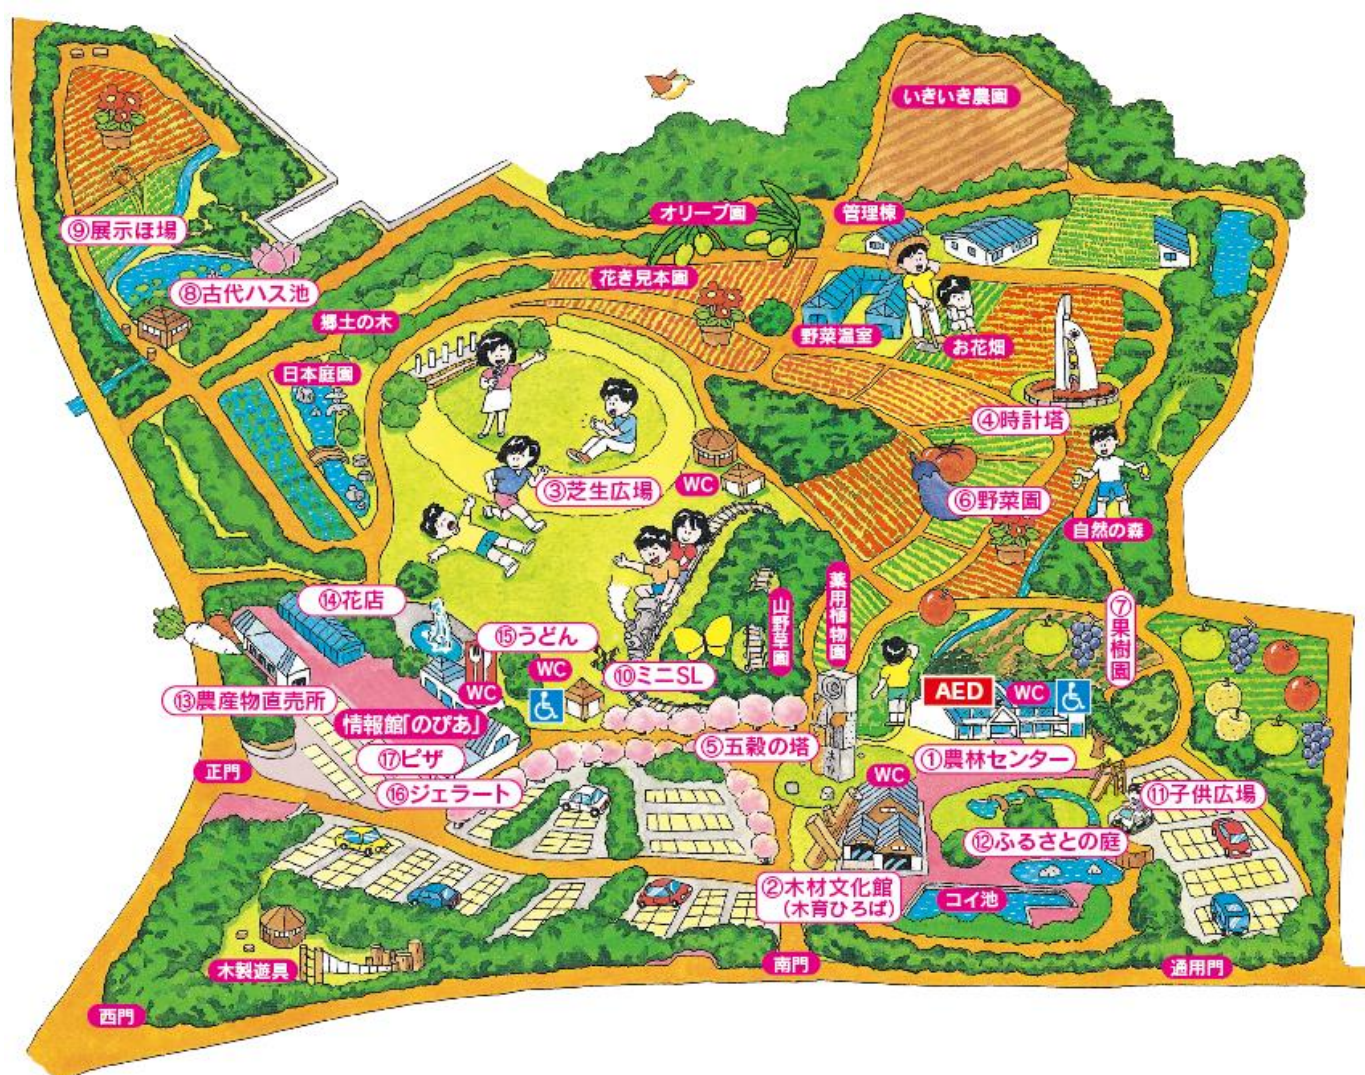 いきいき農園
オリーブ園
管理棟
⑨展示ほ場
花き見本園
⑧古代ハス池
郷土の木
野菜温室
お花畑
日本庭園
④時計塔
③芝生広場
WC
⑥野菜園
自然の森
⑭花店
薬用植物園
山野草園
⑦果樹園
⑮うどん
WC
⑩ミニSL
AED
WC
WC
⑬農産物直売所
情報館「のびあ」
⑤五穀の塔
⑰ピザ
①農林センター
正門
WC
⑯ジェラート
⑪子供広場
⑫ふるさとの庭
②木材文化館
(木育ひろば)
コイ池
木製遊具
南門
通用門
西門